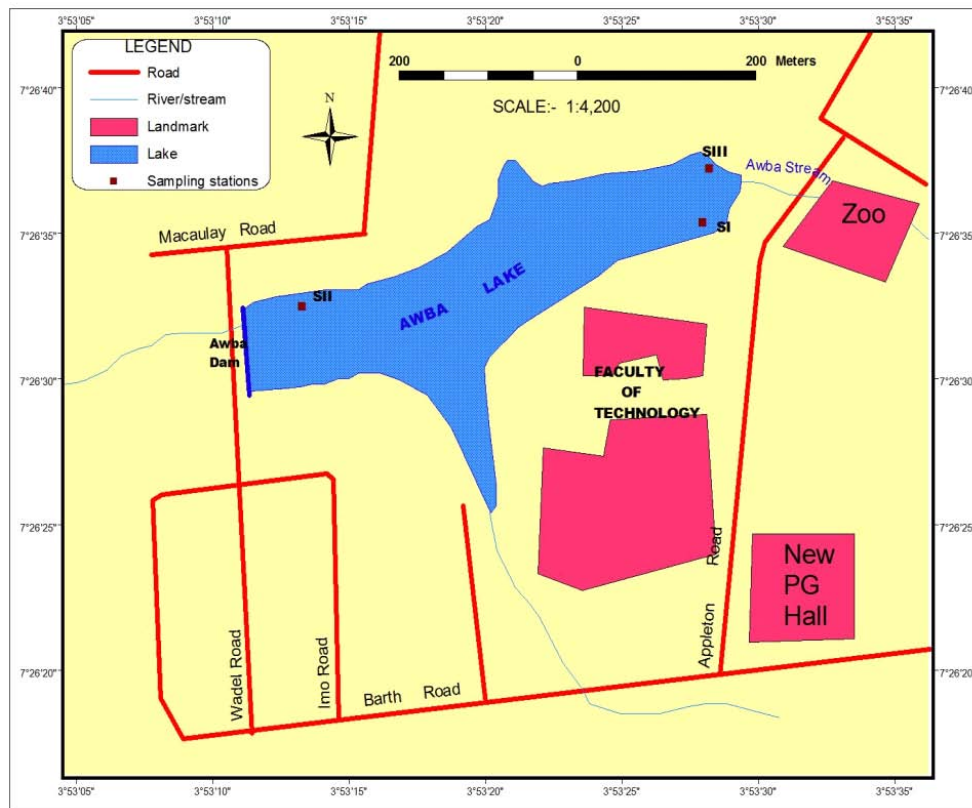 3°53'05" 3°53'10" 3°53'15" 3°53'20" 3°53'25" 3°53'30" 3°53'35"
LEGEND
Road
River/stream
Landmark
Lake
Sampling stations
N
200 0 200 Meters
SCALE:- 1:4,200
7°26'40" 7°26'40"
SIII
Awba Stream
Zoo
SI
7°26'35" 7°26'35"
Macaulay Road
SII
AWBA LAKE
Awba
Dam
7°26'30" 7°26'30"
FACULTY
OF
TECHNOLOGY
7°26'25" 7°26'25"
New
PG
Hall
Appleton Road
Wadel Road
Imo Road
Barth Road
7°26'20" 7°26'20"
3°53'05" 3°53'10" 3°53'15" 3°53'20" 3°53'25" 3°53'30" 3°53'35"